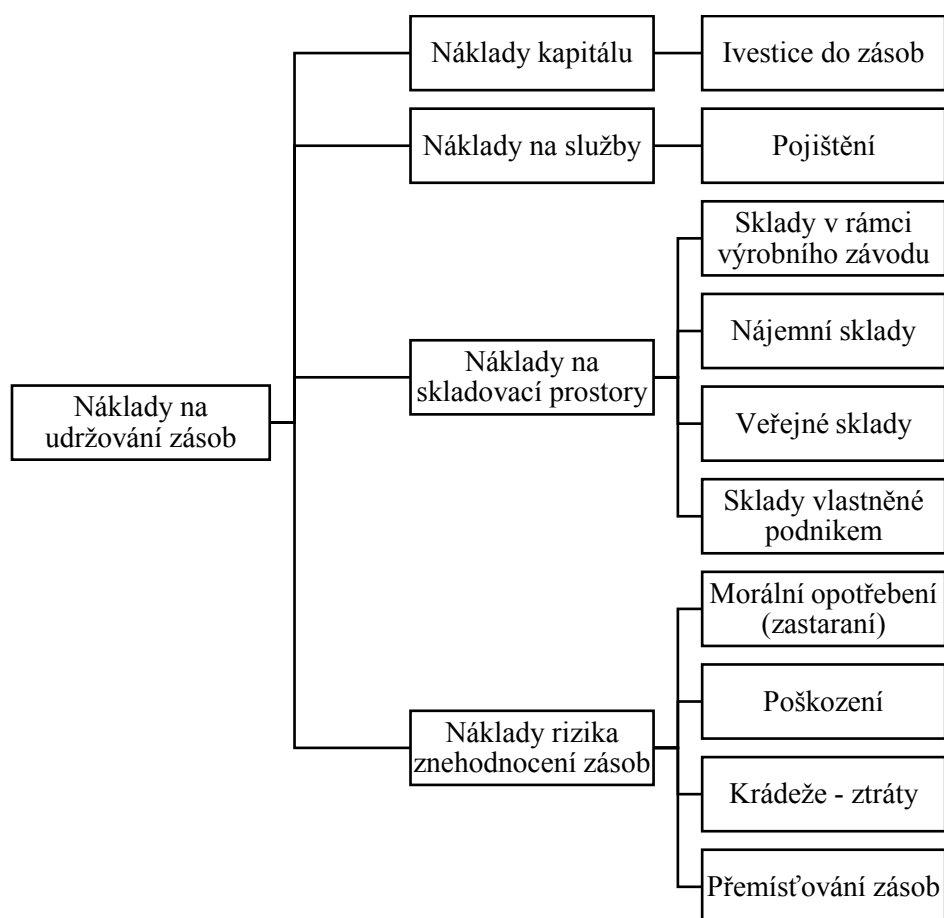 Náklady na
udržování zásob
Náklady kapitálu
Ivestice do zásob
Náklady na služby
Pojištění
Náklady na
skladovací prostory
Sklady v rámci
výrobního závodu
Nájemní sklady
Veřejné sklady
Sklady vlastněné
podnikem
Náklady rizika
znehodnocení zásob
Morální opotřebení
(zastaraní)
Poškození
Krádeže - ztráty
Přemísťování zásob